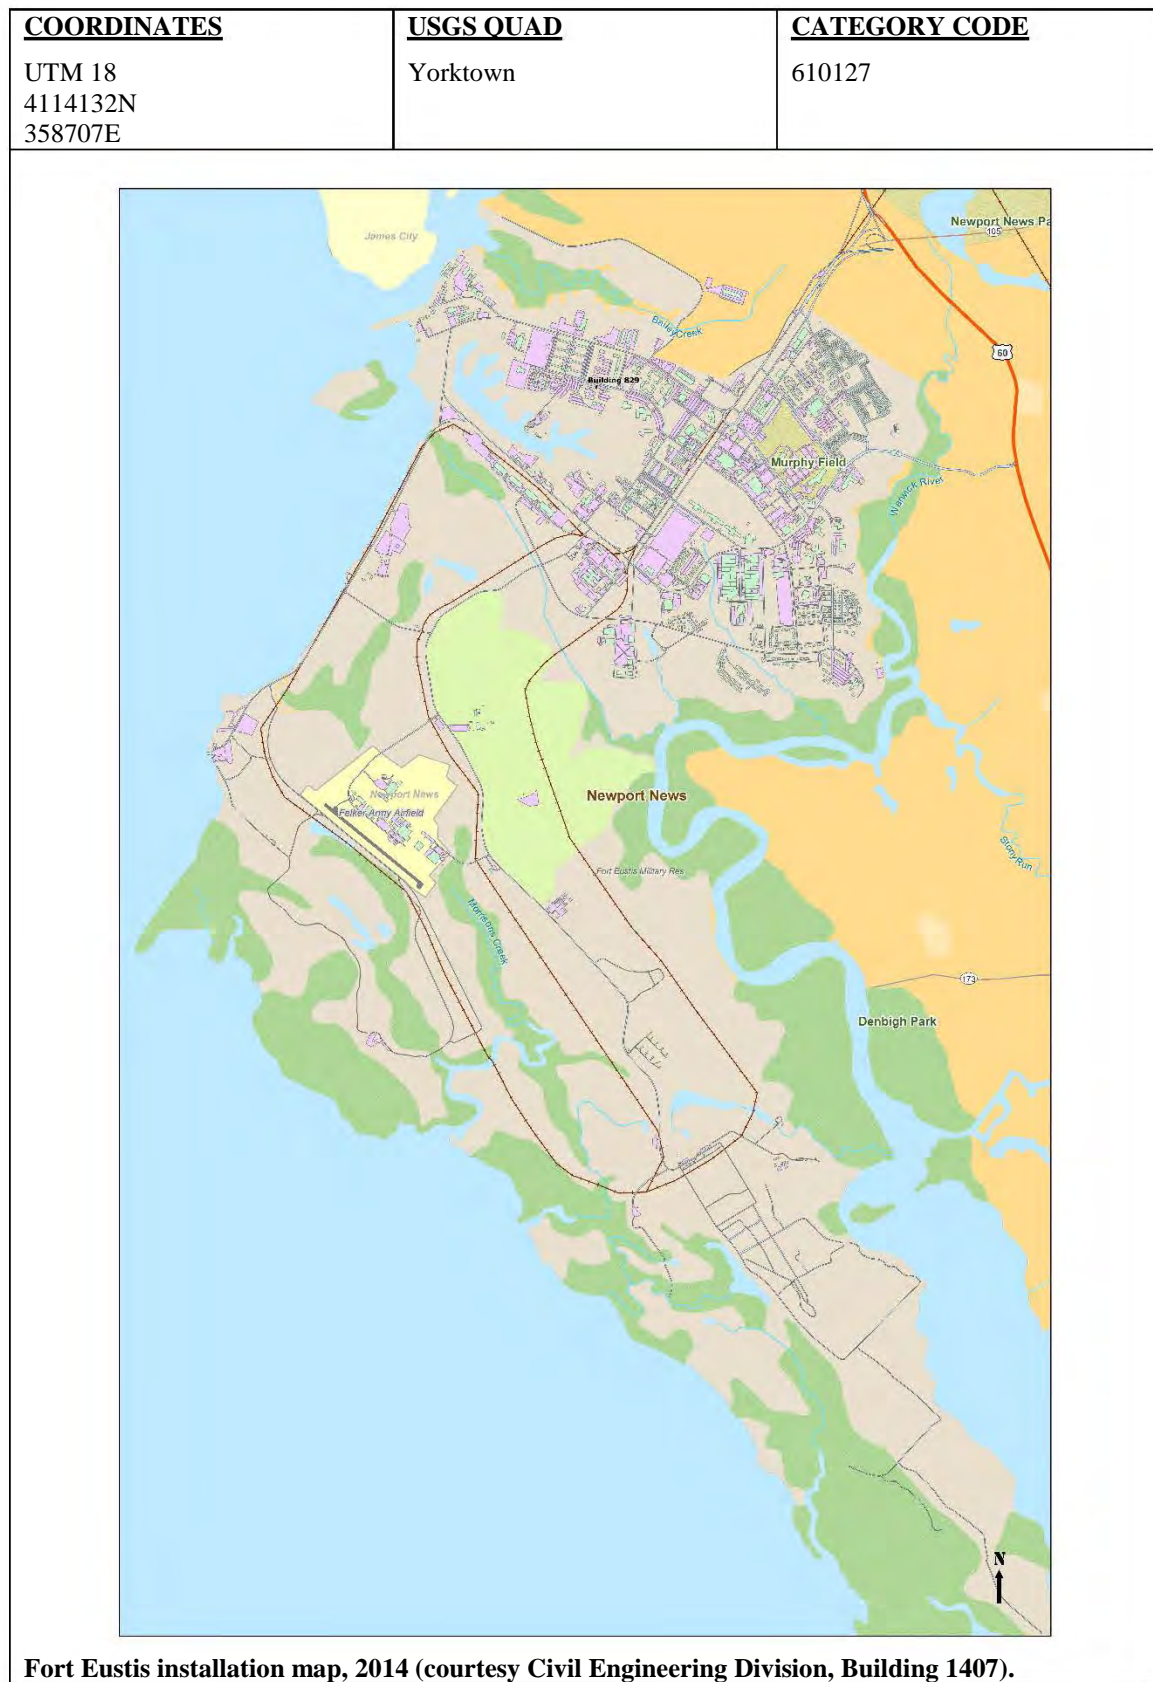 COORDINATES
UTM 18
4114132N
358707E
USGS QUAD
Yorktown
CATEGORY CODE
610127
James City
Newport News Pa
105
Bailey Creek
60
Building 829
Murphy Field
Warwick River
Newport News
Newport News
Felker Army Airfield
Stony Run
Fort Eustis Military Res
Morrisons Creek
173
Denbigh Park
N
Fort Eustis installation map, 2014 (courtesy Civil Engineering Division, Building 1407).